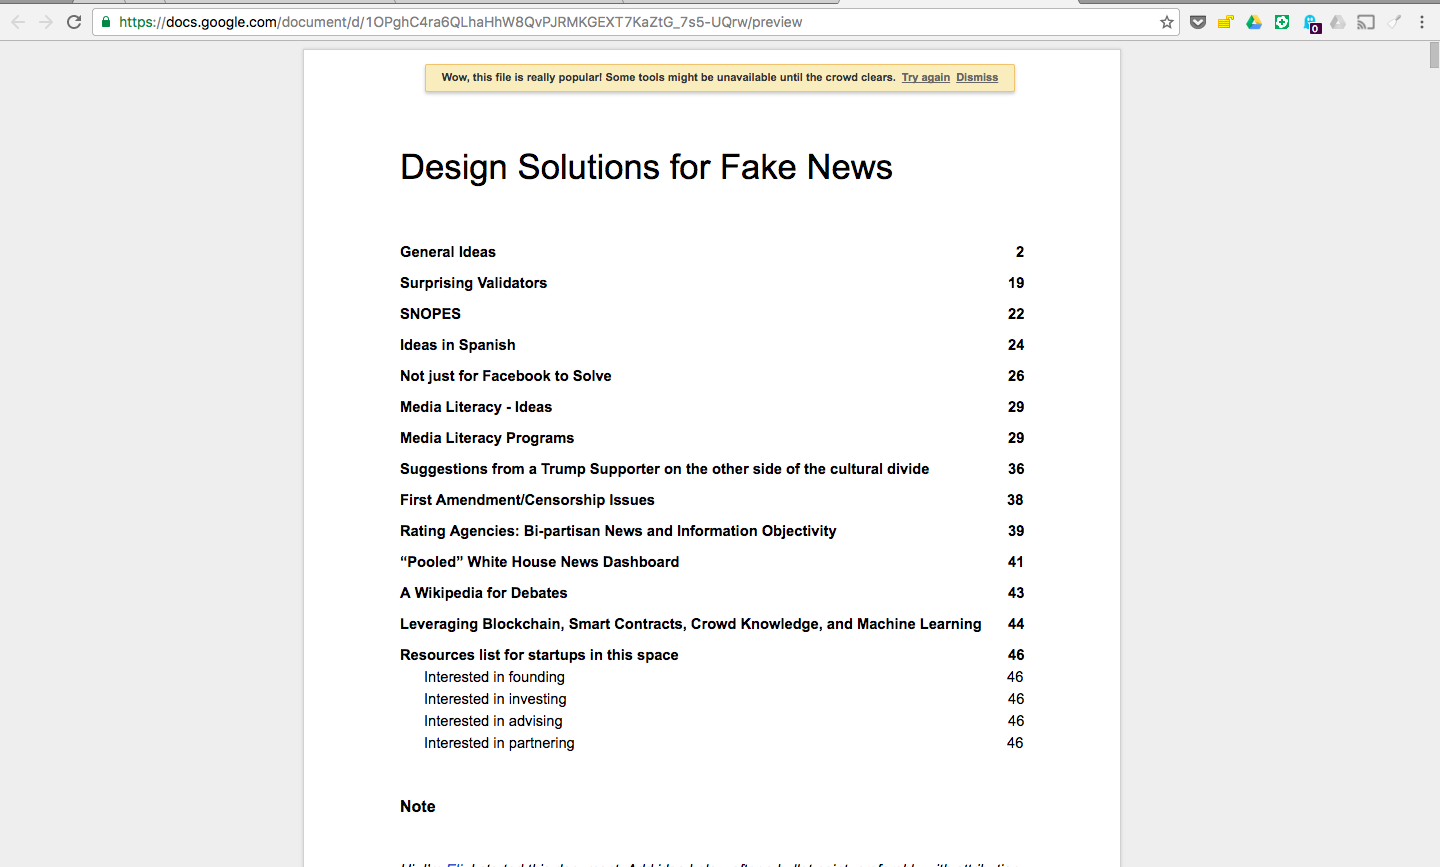 https://docs.google.com/document/d/1OPghC4ra6QLhaHhW8QvPJRMKGEXT7KaZtG_7s5-UQrw/preview
0
Wow, this file is really popular! Some tools might be unavailable until the crowd clears. Try again Dismiss
Design Solutions for Fake News
General Ideas 2
Surprising Validators 19
SNOPES 22
Ideas in Spanish 24
Not just for Facebook to Solve 26
Media Literacy - Ideas 29
Media Literacy Programs 29
Suggestions from a Trump Supporter on the other side of the cultural divide 36
First Amendment/Censorship Issues 38
Rating Agencies: Bi-partisan News and Information Objectivity 39
“Pooled” White House News Dashboard 41
A Wikipedia for Debates 43
Leveraging Blockchain, Smart Contracts, Crowd Knowledge, and Machine Learning 44
Resources list for startups in this space 46
Interested in founding 46
Interested in investing 46
Interested in advising 46
Interested in partnering 46
Note